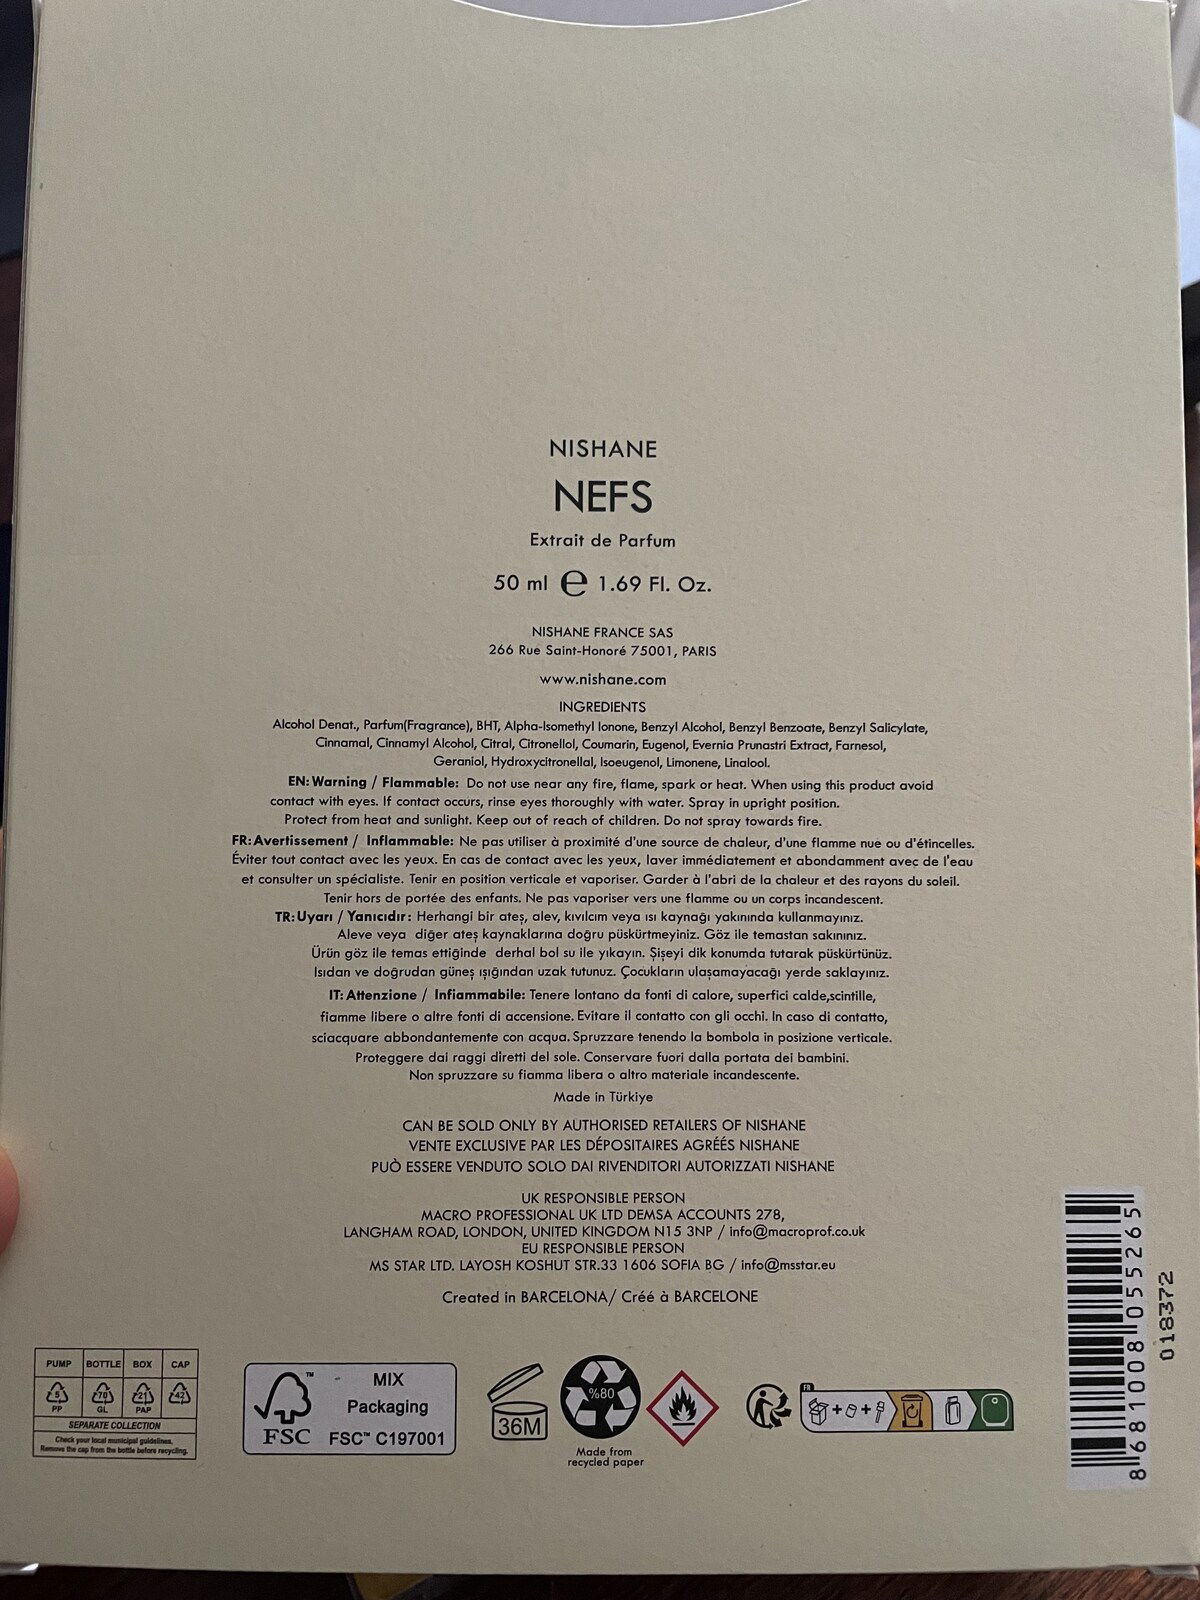 NISHANE
NEFS
Extrait de Parfum
50 ml ℮ 1.69 Fl. Oz.
NISHANE FRANCE SAS
266 Rue Saint-Honoré 75001, PARIS
www.nishane.com
INGREDIENTS
Alcohol Denat., Parfum(Fragrance), BHT, Alpha-Isomethyl Ionone, Benzyl Alcohol, Benzyl Benzoate, Benzyl Salicylate,
Cinnamal, Cinnamyl Alcohol, Citral, Citronellol, Coumarin, Eugenol, Evernia Prunastri Extract, Farnesol,
Geraniol, Hydroxycitronellal, Isoeugenol, Limonene, Linalool.
EN: Warning / Flammable: Do not use near any fire, flame, spark or heat. When using this product avoid
contact with eyes. If contact occurs, rinse eyes thoroughly with water. Spray in upright position.
Protect from heat and sunlight. Keep out of reach of children. Do not spray towards fire.
FR: Avertissement / Inflammable: Ne pas utiliser à proximité d'une source de chaleur, d'une flamme nue ou d'étincelles.
Éviter tout contact avec les yeux. En cas de contact avec les yeux, laver immédiatement et abondamment avec de l'eau
et consulter un spécialiste. Tenir en position verticale et vaporiser. Garder à l'abri de la chaleur et des rayons du soleil.
Tenir hors de portée des enfants. Ne pas vaporiser vers une flamme ou un corps incandescent.
TR: Uyarı / Yanıcıdır: Herhangi bir ateş, alev, kıvılcım veya ısı kaynağı yakınında kullanmayınız.
Aleve veya diğer ateş kaynaklarına doğru püskürtmeyiniz. Göz ile temastan sakınınız.
Ürün göz ile temas ettiğinde derhal bol su ile yıkayın. Şişeyi dik konumda tutarak püskürtünüz.
Isıdan ve doğrudan güneş ışığından uzak tutunuz. Çocukların ulaşamayacağı yerde saklayınız.
IT: Attenzione / Infiammabile: Tenere lontano da fonti di calore, superfici calde,scintille,
fiamme libere o altre fonti di accensione. Evitare il contatto con gli occhi. In caso di contatto,
sciacquare abbondantemente con acqua. Spruzzare tenendo la bombola in posizione verticale.
Proteggere dai raggi diretti del sole. Conservare fuori dalla portata dei bambini.
Non spruzzare su fiamma libera o altro materiale incandescente.
Made in Türkiye
CAN BE SOLD ONLY BY AUTHORISED RETAILERS OF NISHANE
VENTE EXCLUSIVE PAR LES DÉPOSITAIRES AGRÉÉS NISHANE
PUÒ ESSERE VENDUTO SOLO DAI RIVENDITORI AUTORIZZATI NISHANE
UK RESPONSIBLE PERSON
MACRO PROFESSIONAL UK LTD DEMSA ACCOUNTS 278,
LANGHAM ROAD, LONDON, UNITED KINGDOM N15 3NP / info@macroprof.co.uk
EU RESPONSIBLE PERSON
MS STAR LTD. LAYOSH KOSHUT STR.33 1606 SOFIA BG / info@msstar.eu
Created in BARCELONA/ Créé à BARCELONE
PUMP BOTTLE BOX CAP
5 70 21 42
PP GL PAP
SEPARATE COLLECTION
Check your local municipal guidelines.
Remove the cap from the bottle before recycling.
FSC™
MIX
Packaging
FSC™ C197001
36M
%80
Made from
recycled paper
FR
8681008055265
018372